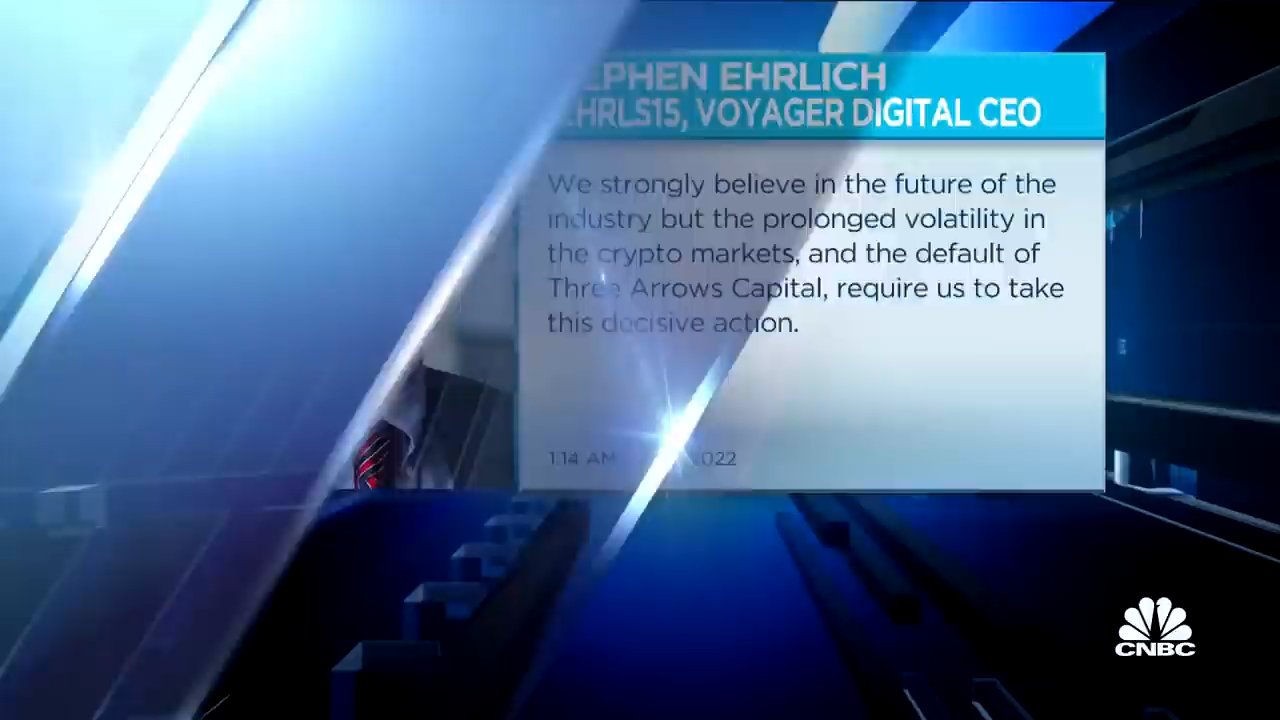 EPHEN EHRLICH
HRLS15, VOYAGER DIGITAL CEO
We strongly believe in the future of the
industry but the prolonged volatility in
the crypto markets, and the default of
Three Arrows Capital, require us to take
this decisive action.
1:14 AM 2022
CNBC